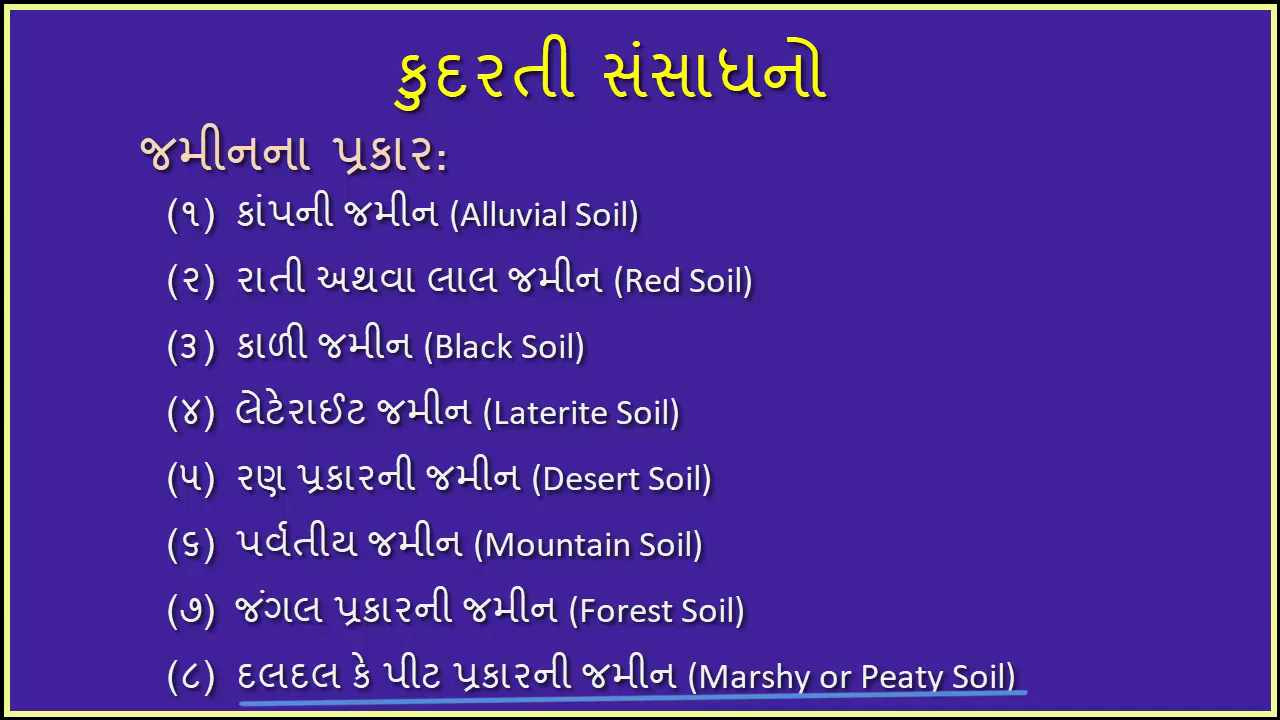 કુદરતી સંસાધનો
જમીનના પ્રકાર:
(૧) કાંપની જમીન (Alluvial Soil)
(૨) રાતી અથવા લાલ જમીન (Red Soil)
(૩) કાળી જમીન (Black Soil)
(૪) લેટેરાઈટ જમીન (Laterite Soil)
(૫) રણ પ્રકારની જમીન (Desert Soil)
(૬) પર્વતીય જમીન (Mountain Soil)
(૭) જંગલ પ્રકારની જમીન (Forest Soil)
(૮) દલદલ કે પીટ પ્રકારની જમીન (Marshy or Peaty Soil)